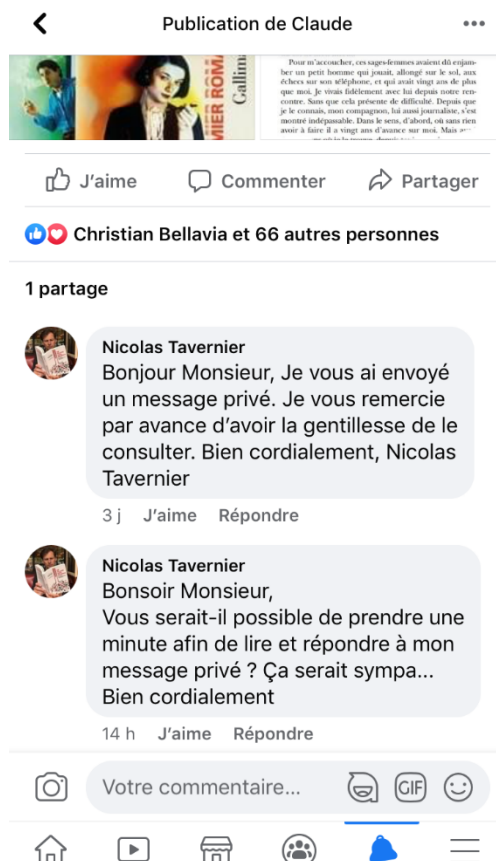 Publication de Claude
MIER ROMA
Gallim
Pour m'accoucher, ces sages-femmes avaient dû enjam-
ber un petit homme qui jouait, allongé sur le sol, aux
échecs sur son téléphone, et qui avait vingt ans de plus
que moi. Je vivais fidèlement avec lui depuis notre ren-
contre. Sans que cela présente de difficulté. Depuis que
je le connais, mon compagnon, lui aussi journaliste, s'est
montré indépassable. Dans le sens, d'abord, où sans rien
avoir à faire il a vingt ans d'avance sur moi. Mais
J'aime
Commenter
Partager
Christian Bellavia et 66 autres personnes
1 partage
Nicolas Tavernier
Bonjour Monsieur, Je vous ai envoyé
un message privé. Je vous remercie
par avance d'avoir la gentillesse de le
consulter. Bien cordialement, Nicolas
Tavernier
3 j J'aime Répondre
Nicolas Tavernier
Bonsoir Monsieur,
Vous serait-il possible de prendre une
minute afin de lire et répondre à mon
message privé ? Ça serait sympa...
Bien cordialement
14 h J'aime Répondre
Votre commentaire...
GIF